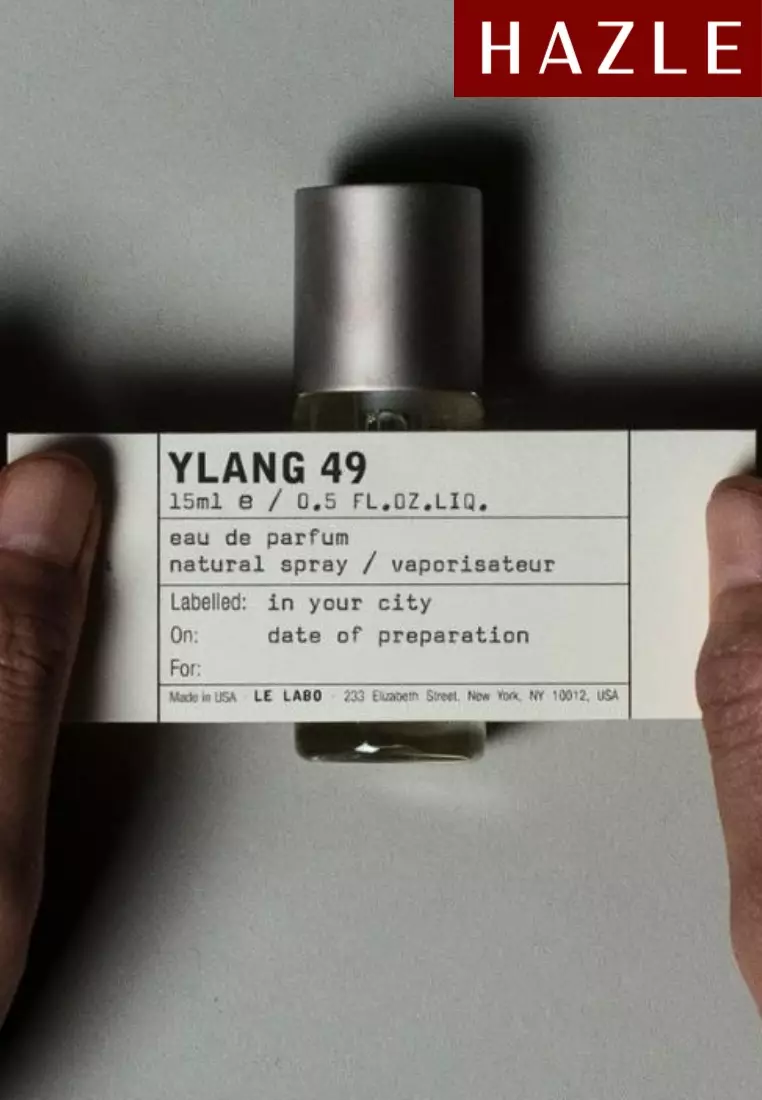 HAZLE
YLANG 49
15ml e / 0.5 FL.OZ.LIQ.
eau de parfum
natural spray / vaporisateur
Labelled: in your city
On: date of preparation
For:
Made in USA · LE LABO · 233 Elizabeth Street, New York, NY 10012, USA